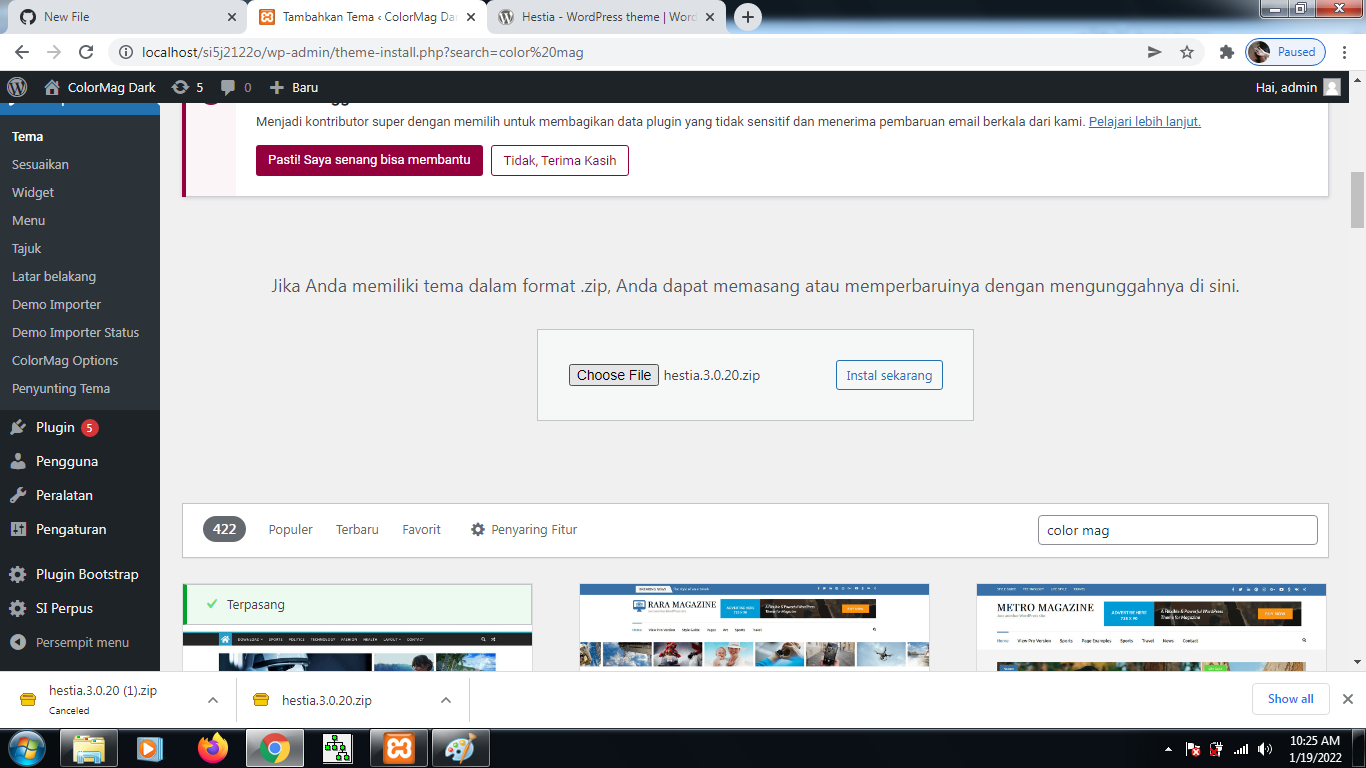 New File
Tambahkan Tema ‹ ColorMag Da
Hestia - WordPress theme | Word
localhost/si5j2122o/wp-admin/theme-install.php?search=color%20mag
Paused
ColorMag Dark
5
0
Baru
Hai, admin
Tema
Sesuaikan
Widget
Menu
Tajuk
Latar belakang
Demo Importer
Demo Importer Status
ColorMag Options
Penyunting Tema
Plugin 5
Pengguna
Peralatan
Pengaturan
Plugin Bootstrap
SI Perpus
Persempit menu
Menjadi kontributor super dengan memilih untuk membagikan data plugin yang tidak sensitif dan menerima pembaruan email berkala dari kami. Pelajari lebih lanjut.
Pasti! Saya senang bisa membantu
Tidak, Terima Kasih
Jika Anda memiliki tema dalam format .zip, Anda dapat memasang atau memperbaruinya dengan mengunggahnya di sini.
Choose File hestia.3.0.20.zip
Instal sekarang
422
Populer
Terbaru
Favorit
Penyaring Fitur
color mag
Terpasang
RARA MAGAZINE
METRO MAGAZINE
hestia.3.0.20 (1).zip
Canceled
hestia.3.0.20.zip
Show all
10:25 AM
1/19/2022